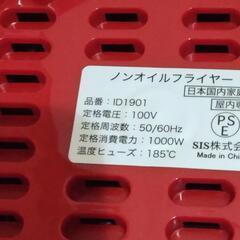 ノンオイルフライヤー
日本国内家庭
屋内専
品番：ID1901
定格電圧：100V
定格周波数：50/60Hz
定格消費電力：1000W
温度ヒューズ：185℃
PS
E
SIS株式会
Made in Chin